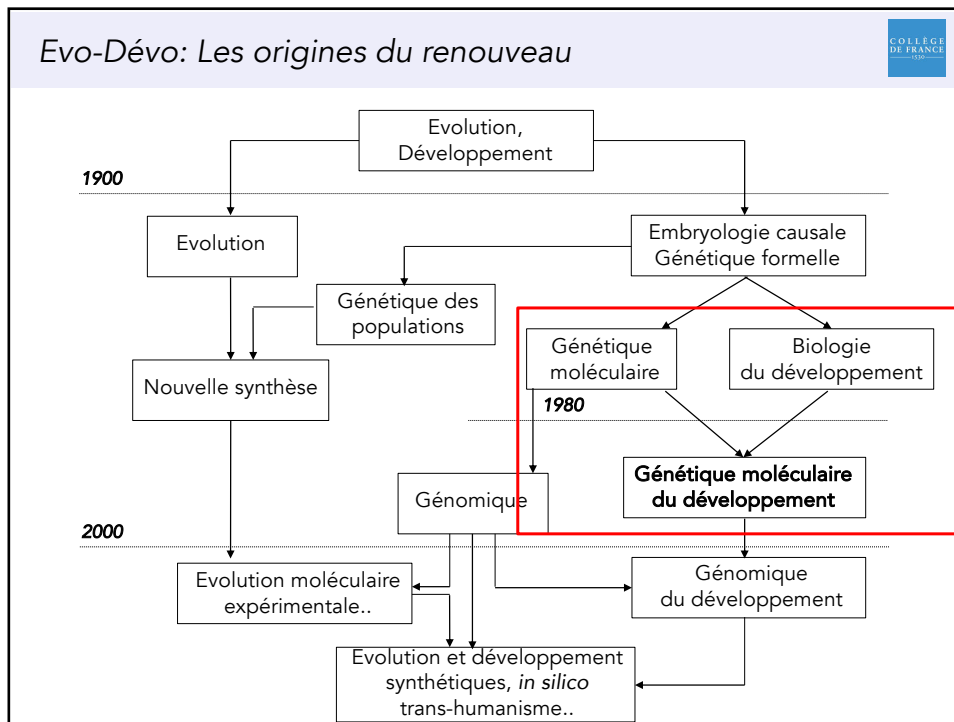 Evo-Dévo: Les origines du renouveau
COLLÈGE
DE FRANCE
1530
Evolution,
Développement
1900
Evolution
Embryologie causale
Génétique formelle
Génétique des
populations
Génétique
moléculaire
Biologie
du développement
Nouvelle synthèse
1980
Génétique moléculaire
du développement
Génomique
2000
Evolution moléculaire
expérimentale..
Génomique
du développement
Evolution et développement
synthétiques, in silico
trans-humanisme..